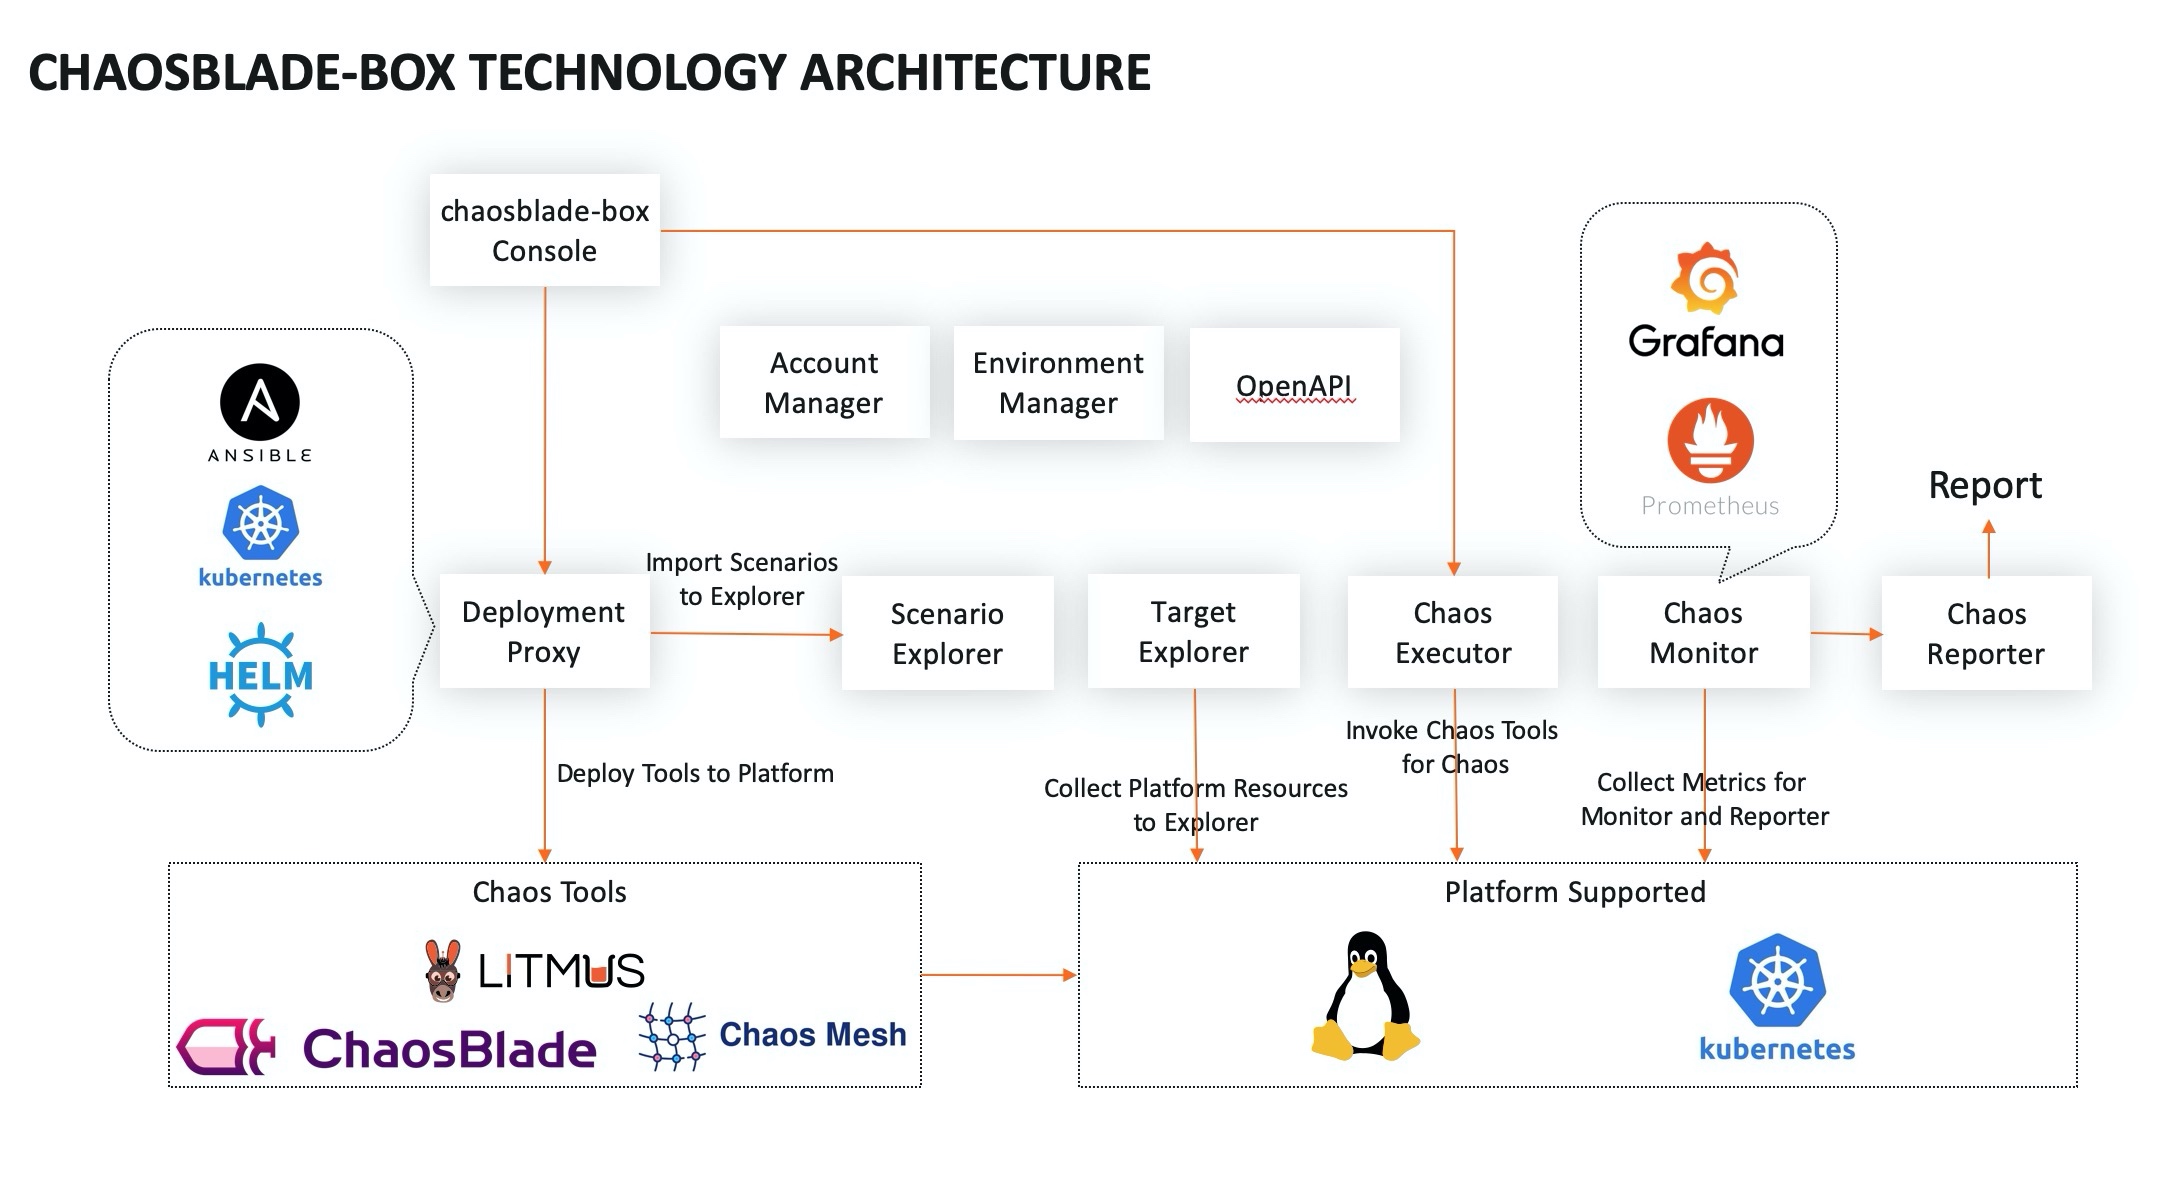 CHAOSBLADE-BOX TECHNOLOGY ARCHITECTURE
chaosblade-box
Console
Account
Manager
Environment
Manager
OpenAPI
Grafana
Prometheus
ANSIBLE
kubernetes
HELM
Report
Import Scenarios
to Explorer
Deployment
Proxy
Scenario
Explorer
Target
Explorer
Chaos
Executor
Chaos
Monitor
Chaos
Reporter
Deploy Tools to Platform
Collect Platform Resources
to Explorer
Invoke Chaos Tools
for Chaos
Collect Metrics for
Monitor and Reporter
Chaos Tools
LITMUS
ChaosBlade
Chaos Mesh
Platform Supported
kubernetes